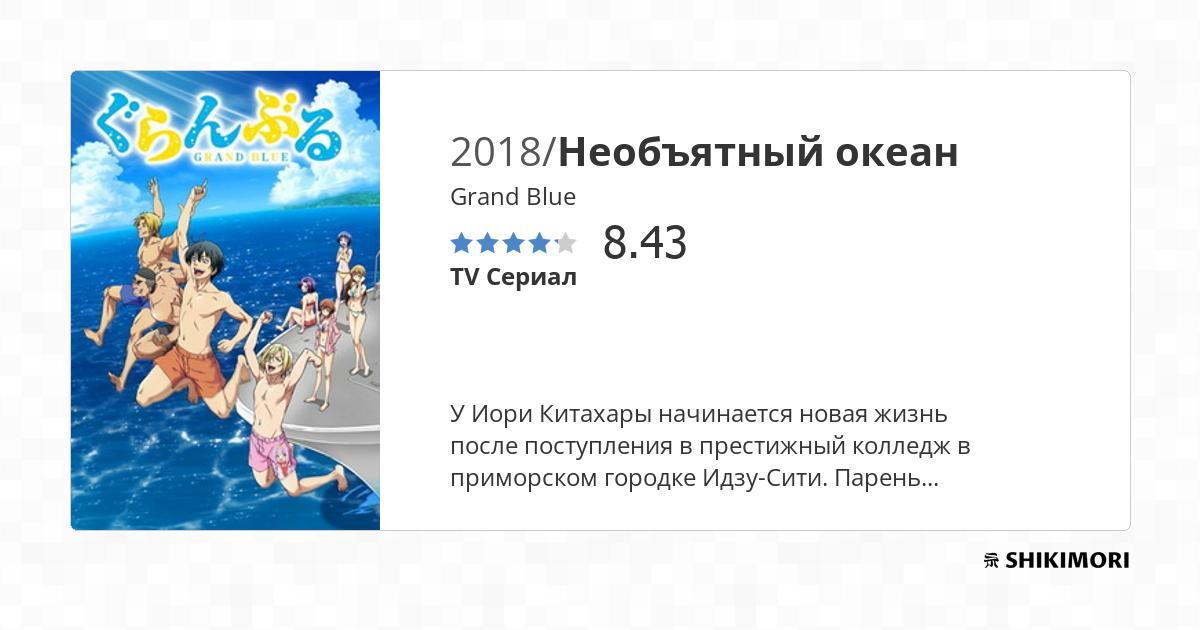 ぐらんぶる
GRAND BLUE
2018/Необъятный океан
Grand Blue
8.43
TV Сериал
У Иори Китахары начинается новая жизнь
после поступления в престижный колледж в
приморском городке Идзу-Сити. Парень...
SHIKIMORI